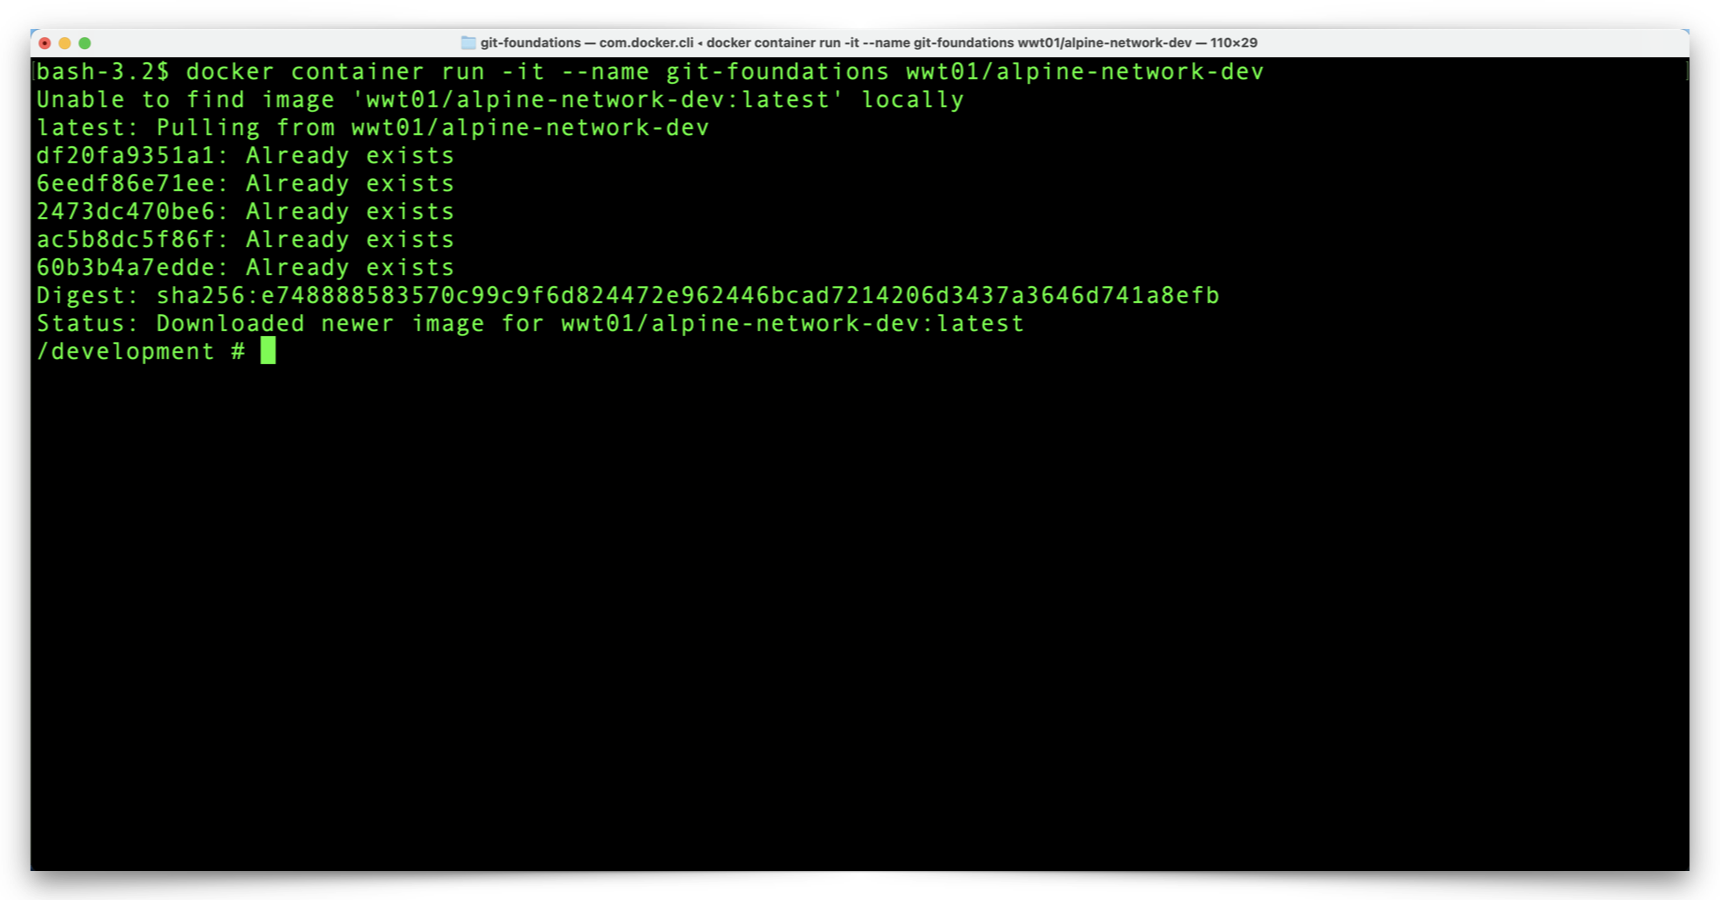 git-foundations — com.docker.cli ◂ docker container run -it --name git-foundations wwt01/alpine-network-dev — 110×29
bash-3.2$ docker container run -it --name git-foundations wwt01/alpine-network-dev
Unable to find image 'wwt01/alpine-network-dev:latest' locally
latest: Pulling from wwt01/alpine-network-dev
df20fa9351a1: Already exists
6eedf86e71ee: Already exists
2473dc470be6: Already exists
ac5b8dc5f86f: Already exists
60b3b4a7edde: Already exists
Digest: sha256:e748888583570c99c9f6d824472e962446bcad7214206d3437a3646d741a8efb
Status: Downloaded newer image for wwt01/alpine-network-dev:latest
/development #